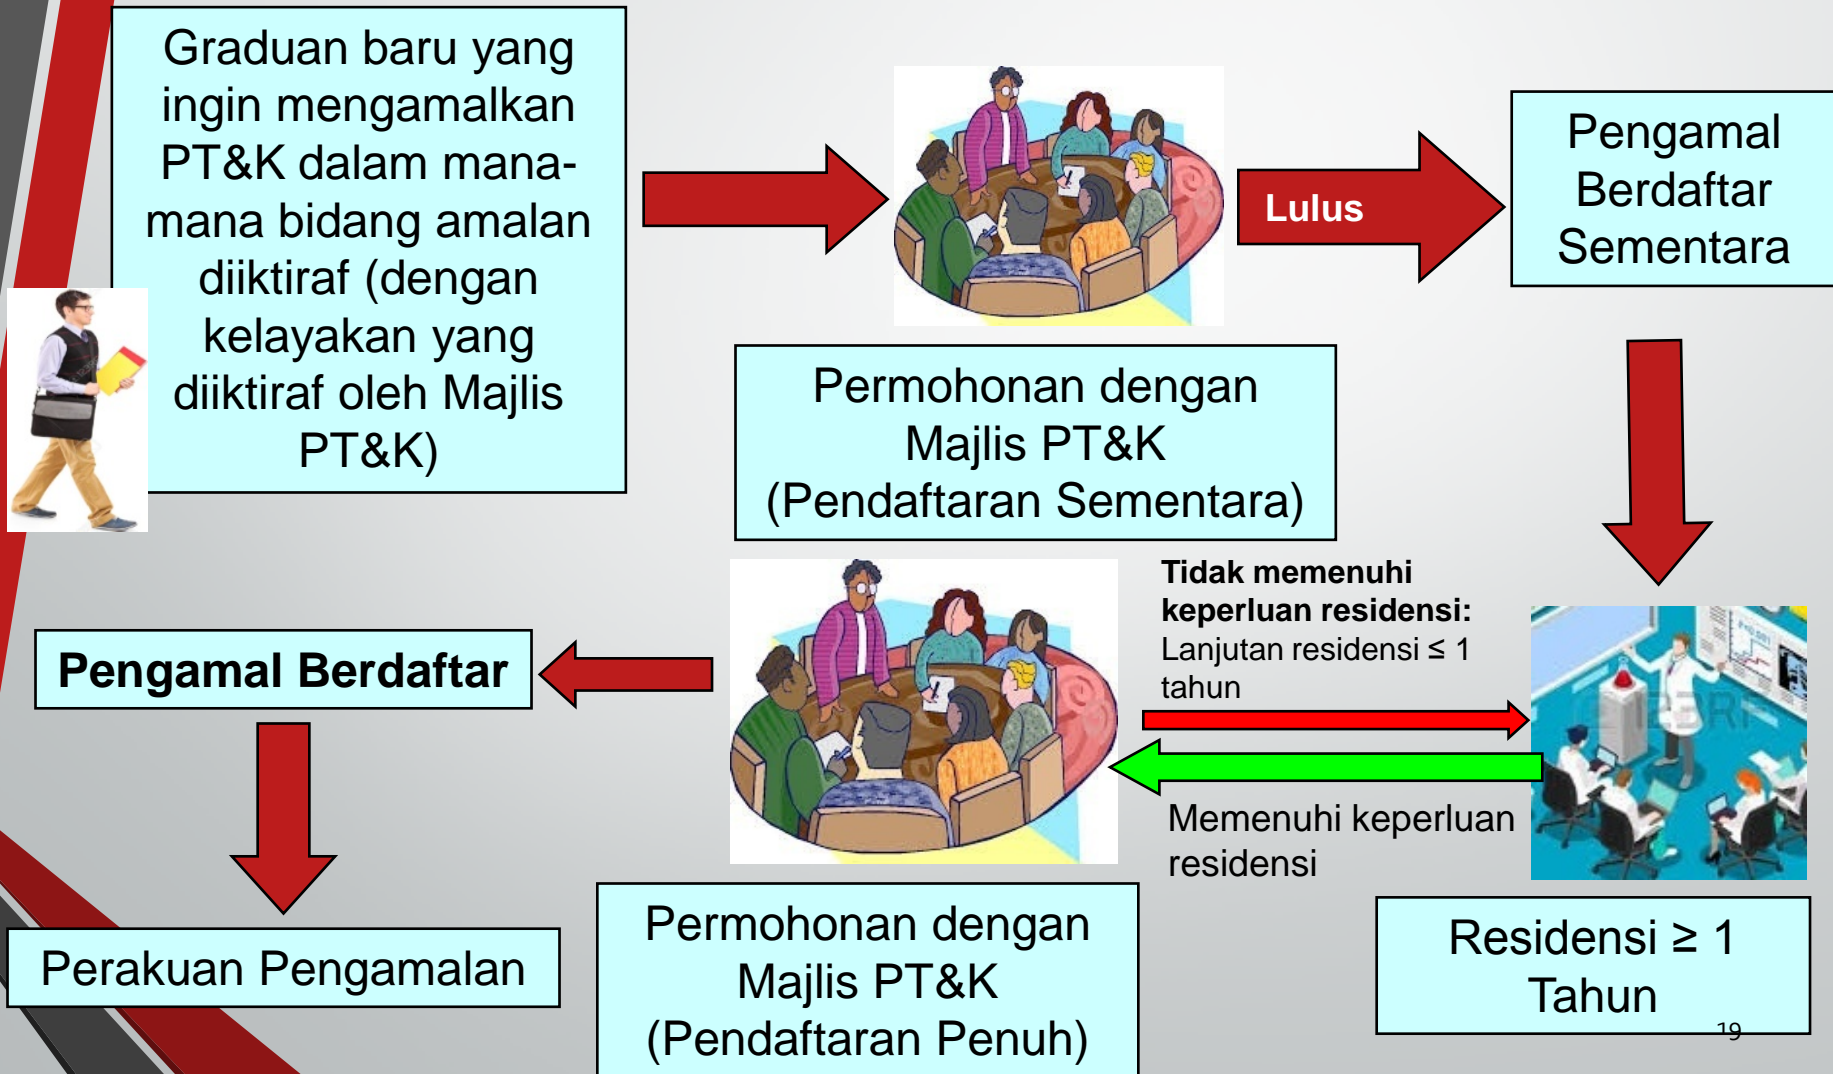 Graduan baru yang
ingin mengamalkan
PT&K dalam mana-
mana bidang amalan
diiktiraf (dengan
kelayakan yang
diiktiraf oleh Majlis
PT&K)
Lulus
Pengamal
Berdaftar
Sementara
Permohonan dengan
Majlis PT&K
(Pendaftaran Sementara)
Tidak memenuhi
keperluan residensi:
Lanjutan residensi ≤ 1
tahun
Memenuhi keperluan
residensi
Residensi ≥ 1
Tahun
Permohonan dengan
Majlis PT&K
(Pendaftaran Penuh)
Pengamal Berdaftar
Perakuan Pengamalan
19